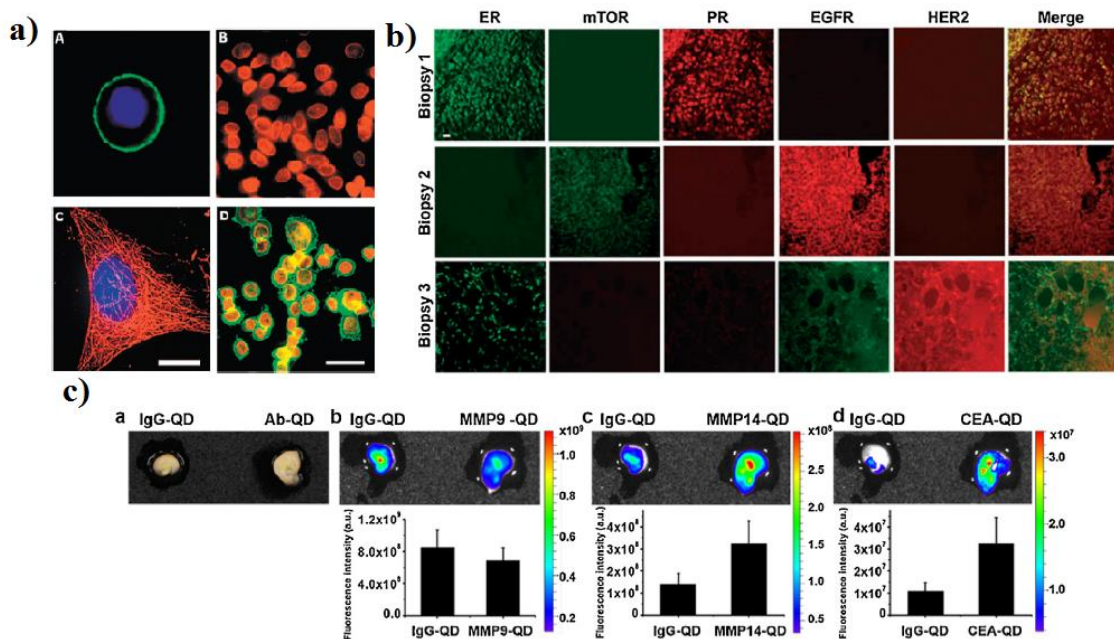 a)
A
B
C
D
b)
ER mTOR PR EGFR HER2 Merge
Biopsy 1
Biopsy 2
Biopsy 3
c)
a
IgG-QD Ab-QD
b
IgG-QD MMP9 -QD
x10⁹
1.0
0.8
0.6
0.4
0.2
Fluorescence intensity (a.u.)
1.2x10⁹
8.0x10⁸
4.0x10⁸
0.0
IgG-QD MMP9-QD
c
IgG-QD MMP14-QD
x10⁸
2.5
2.0
1.5
1.0
0.5
Fluorescence intensity (a.u.)
4x10⁸
3x10⁸
2x10⁸
1x10⁸
0
IgG-QD MMP14-QD
d
IgG-QD CEA-QD
x10⁷
3.0
2.0
1.0
Fluorescence intensity (a.u.)
4x10⁷
3x10⁷
2x10⁷
1x10⁷
0
IgG-QD CEA-QD